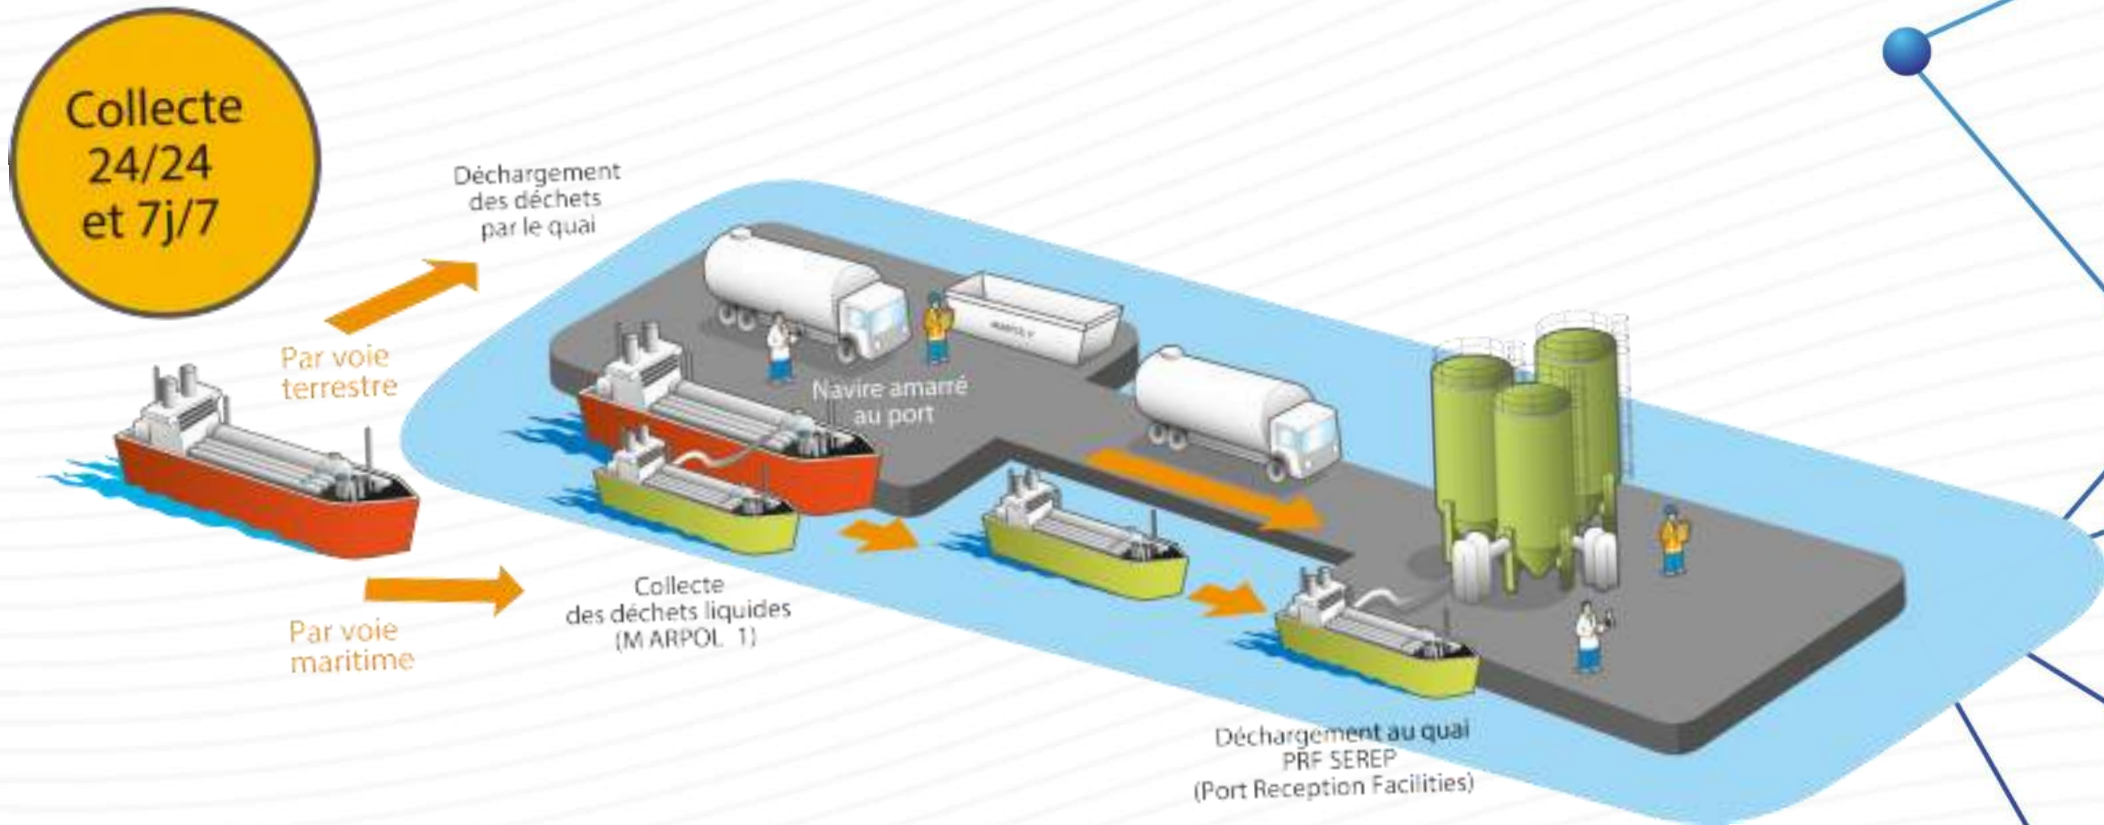 Collecte
24/24
et 7j/7
Déchargement
des déchets
par le quai
Par voie
terrestre
Navire amarré
au port
Par voie
maritime
Collecte
des déchets liquides
(MARPOL 1)
Déchargement au quai
PRF SEREP
(Port Reception Facilities)